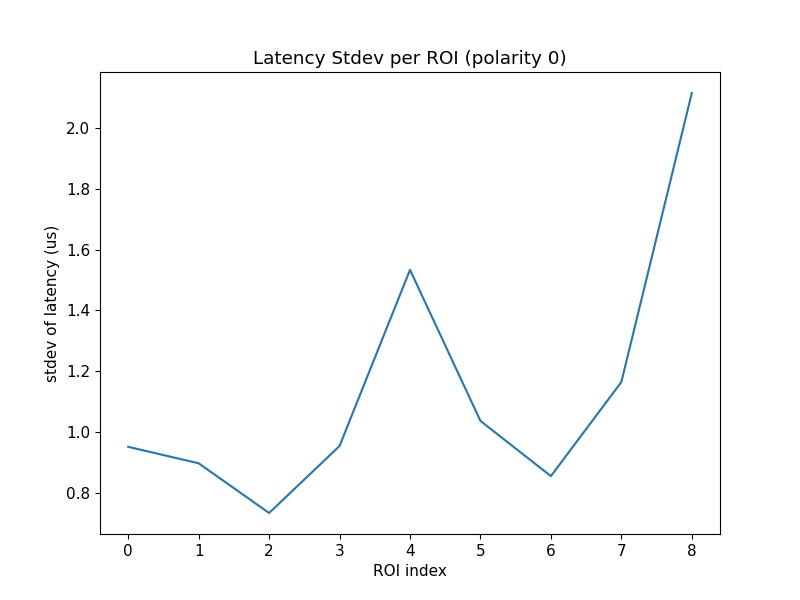 Latency Stdev per ROI (polarity 0)
stdev of latency (us)
2.0
1.8
1.6
1.4
1.2
1.0
0.8
0 1 2 3 4 5 6 7 8
ROI index